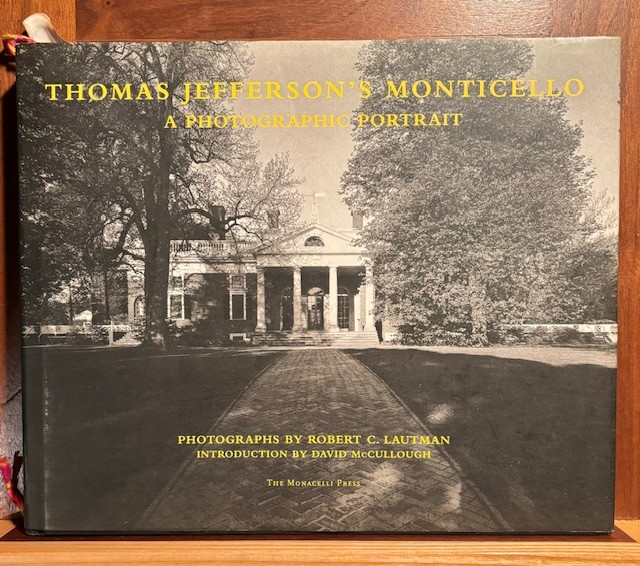 THOMAS JEFFERSON'S MONTICELLO
A PHOTOGRAPHIC PORTRAIT
PHOTOGRAPHS BY ROBERT C. LAUTMAN
INTRODUCTION BY DAVID McCULLOUGH
THE MONACELLI PRESS